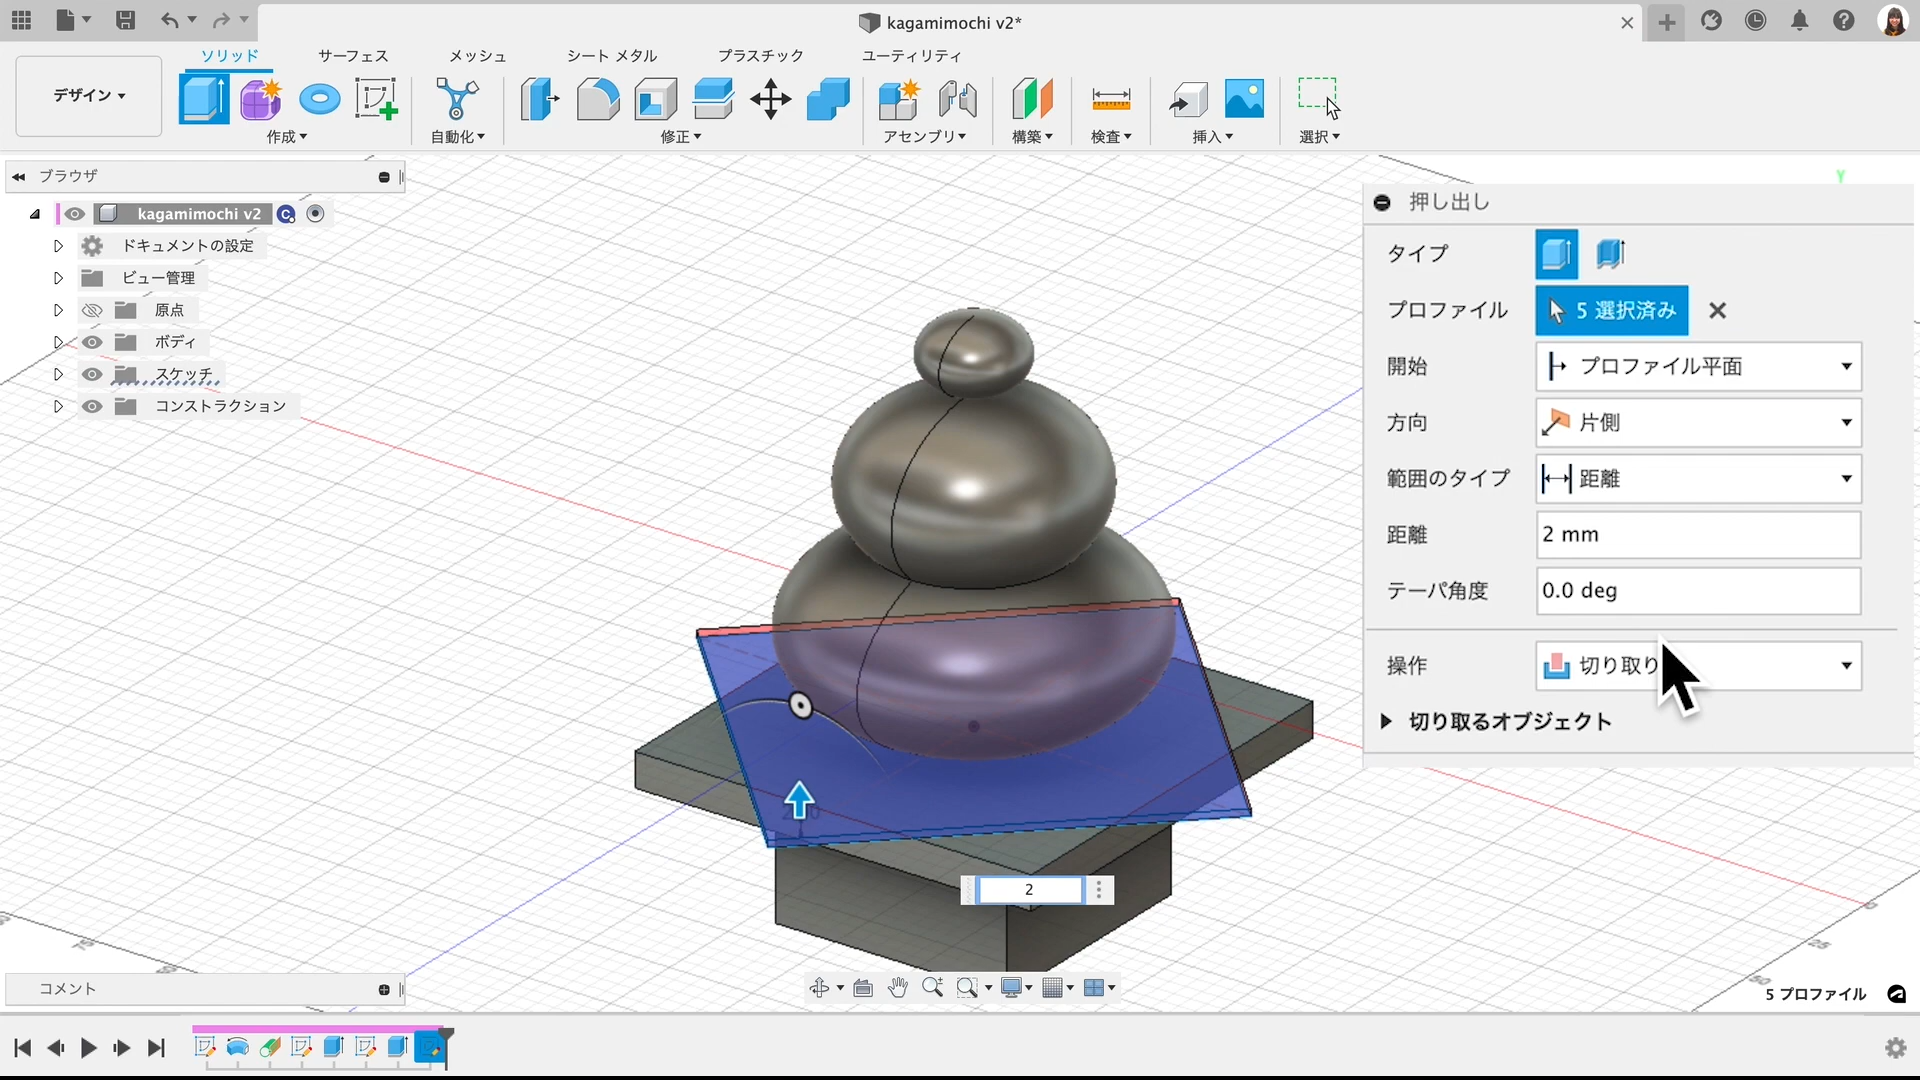 kagamimochi v2*
ソリッド
サーフェス
メッシュ
シート メタル
プラスチック
ユーティリティ
デザイン
作成
自動化
修正
アセンブリ
構築
検査
挿入
選択
ブラウザ
kagamimochi v2
ドキュメントの設定
ビュー管理
原点
ボディ
スケッチ
コンストラクション
Y
押し出し
タイプ
プロファイル
5 選択済み
開始
プロファイル平面
方向
片側
範囲のタイプ
距離
距離
2 mm
テーパ角度
0.0 deg
操作
切り取り
切り取るオブジェクト
2
75
25
50
コメント
5 プロファイル